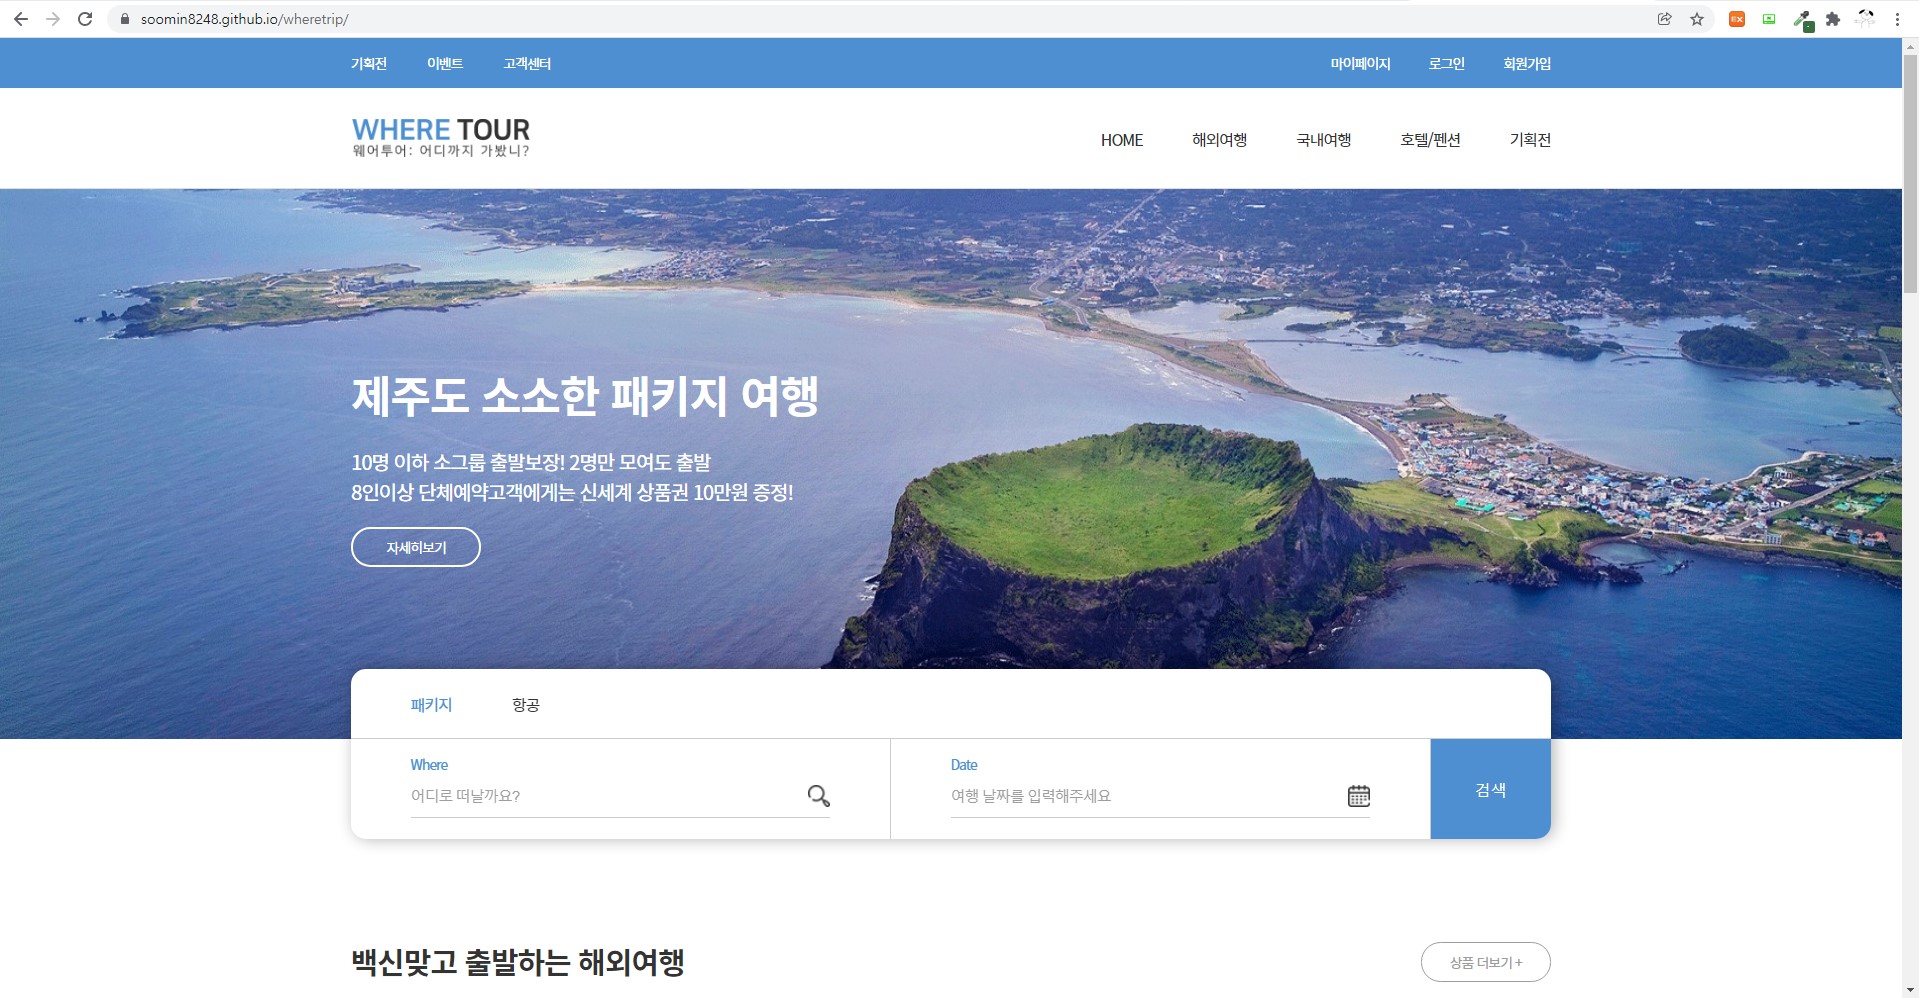 soomin8248.github.io/wheretrip/
기획전 이벤트 고객센터 마이페이지 로그인 회원가입
WHERE TOUR
웨어투어: 어디까지 가봤니?
HOME 해외여행 국내여행 호텔/펜션 기획전
제주도 소소한 패키지 여행
10명 이하 소그룹 출발보장! 2명만 모여도 출발
8인이상 단체예약고객에게는 신세계 상품권 10만원 증정!
자세히보기
패키지 항공
Where
어디로 떠날까요?
Date
여행 날짜를 입력해주세요
검색
백신맞고 출발하는 해외여행
상품 더보기 +